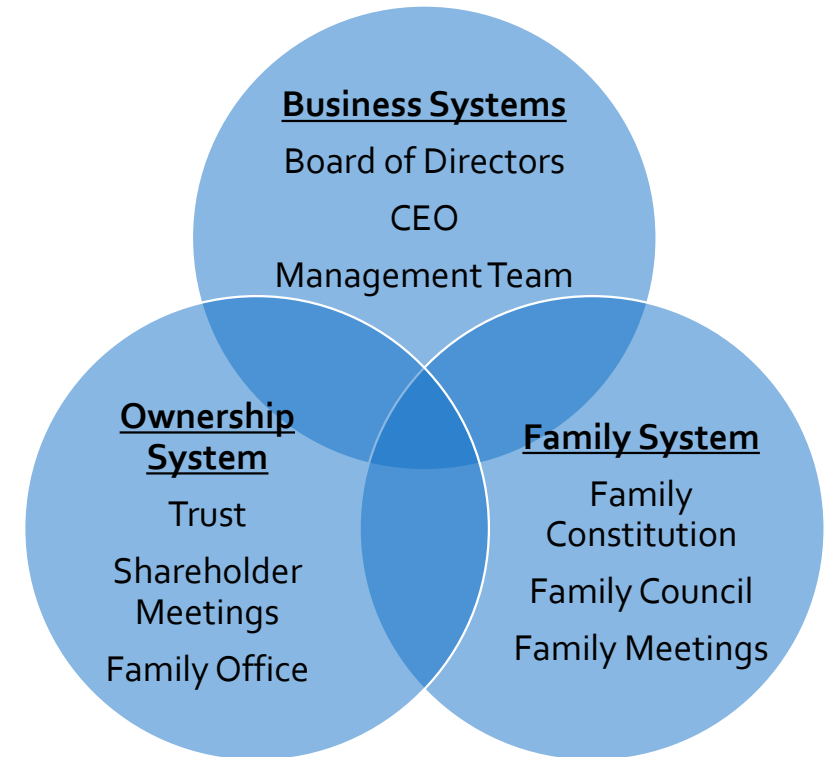 Business Systems
Board of Directors
CEO
Management Team
Ownership
System
Trust
Shareholder
Meetings
Family Office
Family System
Family
Constitution
Family Council
Family Meetings